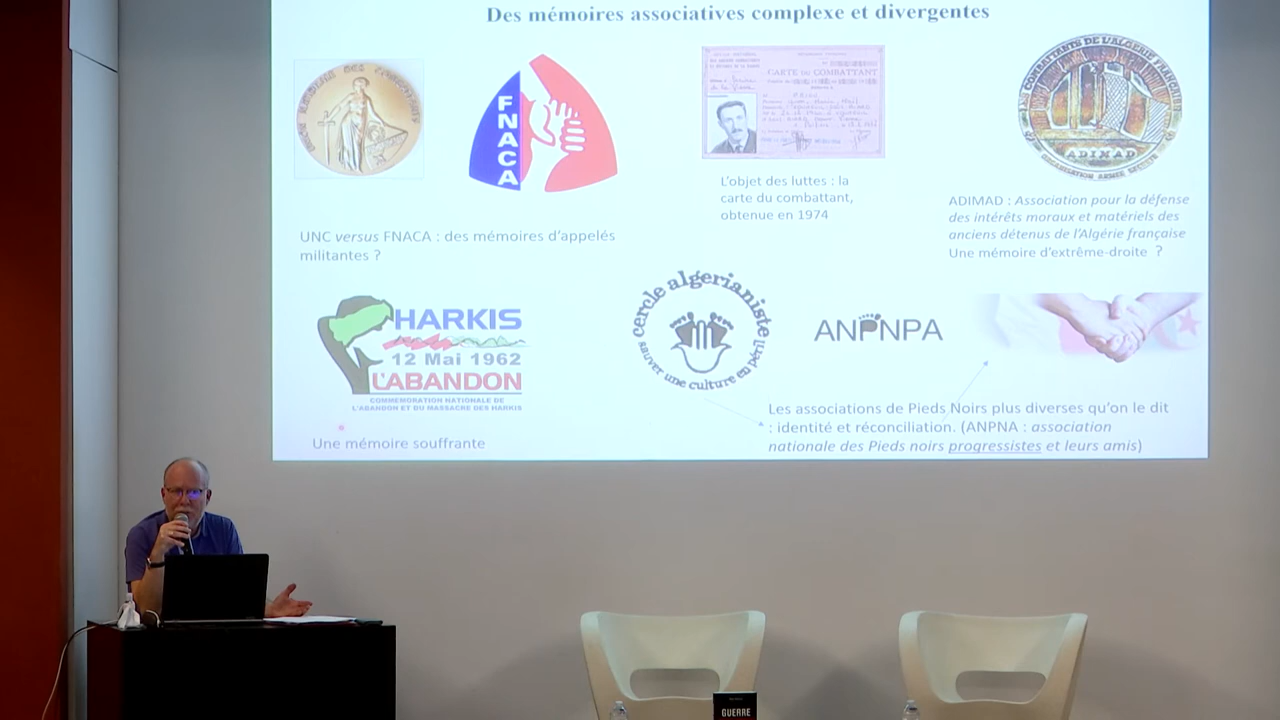 Des mémoires associatives complexe et divergentes
FNACA
CARTE DU COMBATTANT
L'objet des luttes : la
carte du combattant,
obtenue en 1974
UNC versus FNACA : des mémoires d'appelés
militantes ?
ADIMAD
ADIMAD : Association pour la défense
des intérêts moraux et matériels des
anciens détenus de l'Algérie française
Une mémoire d'extrême-droite ?
HARKIS
12 Mai 1962
L'ABANDON
COMMÉMORATION NATIONALE DE
L'ABANDON ET DU MASSACRE DES HARKIS
Une mémoire souffrante
cercle algerianiste
sauver une culture en péril
ANPNPA
Les associations de Pieds Noirs plus diverses qu'on le dit
: identité et réconciliation. (ANPNA : association
nationale des Pieds noirs progressistes et leurs amis)
GUERRE